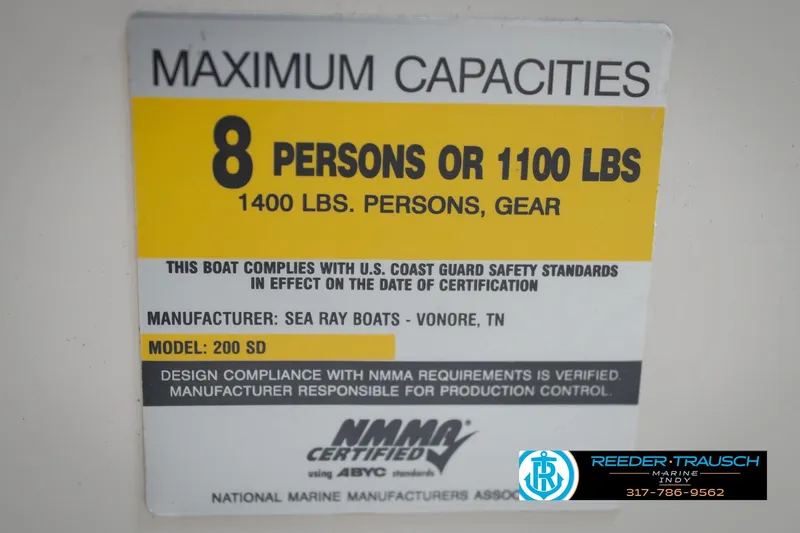 MAXIMUM CAPACITIES
8 PERSONS OR 1100 LBS
1400 LBS. PERSONS, GEAR
THIS BOAT COMPLIES WITH U.S. COAST GUARD SAFETY STANDARDS
IN EFFECT ON THE DATE OF CERTIFICATION
MANUFACTURER: SEA RAY BOATS - VONORE, TN
MODEL: 200 SD
DESIGN COMPLIANCE WITH NMMA REQUIREMENTS IS VERIFIED.
MANUFACTURER RESPONSIBLE FOR PRODUCTION CONTROL.
NMMA®
CERTIFIED
using ABYC standards
NATIONAL MARINE MANUFACTURERS
REEDER·TRAUSCH
MARINE
INDY
317-786-9562